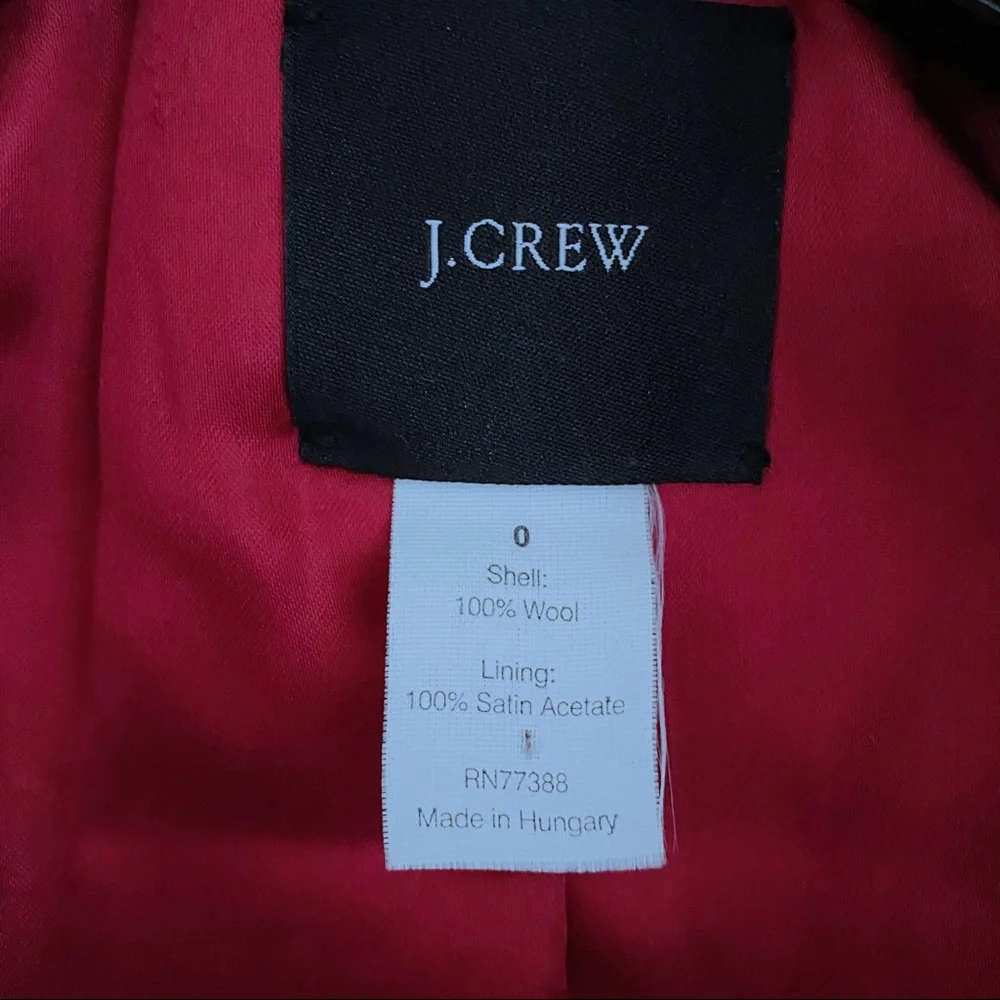 J.CREW
0
Shell:
100% Wool
Lining:
100% Satin Acetate
RN77388
Made in Hungary